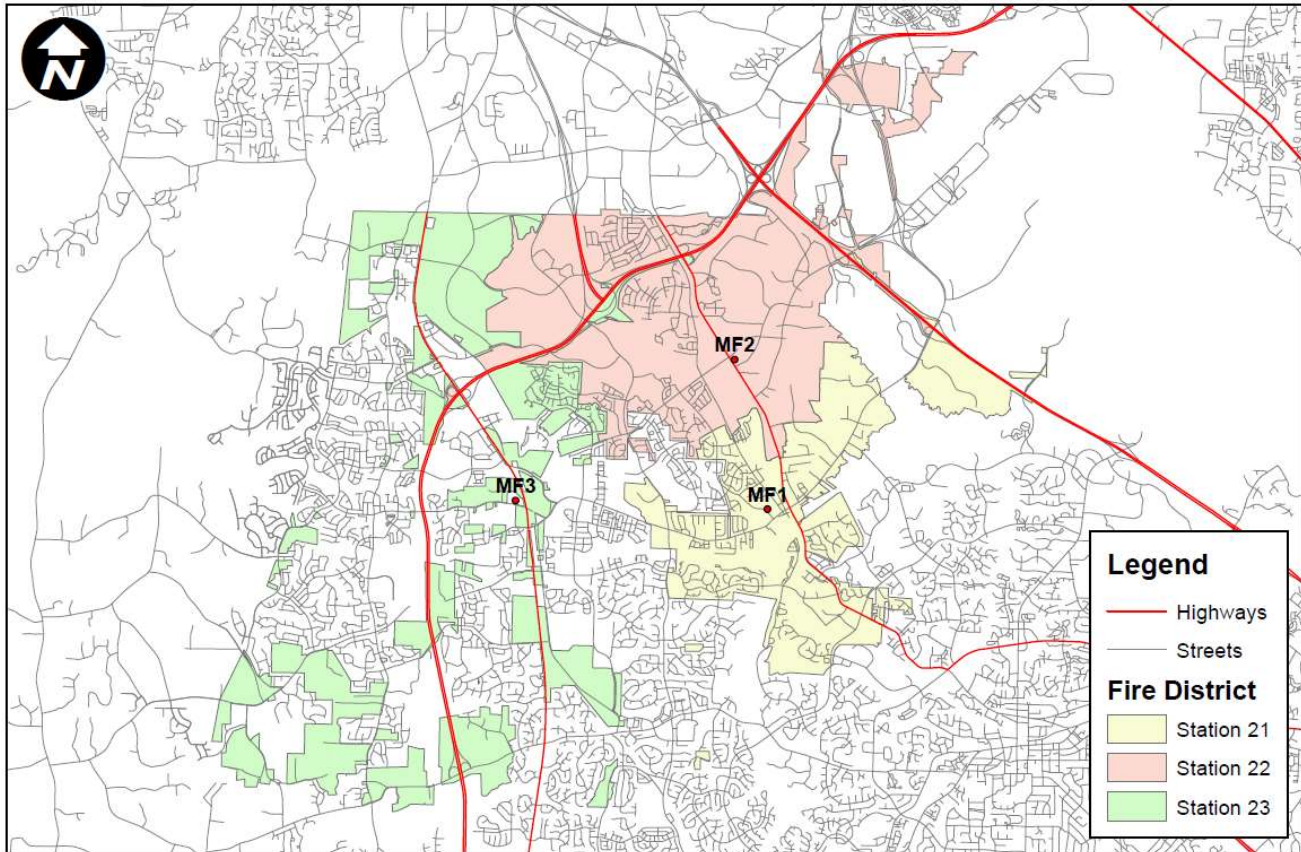 N
MF2
MF3
MF1
Legend
Highways
Streets
Fire District
Station 21
Station 22
Station 23